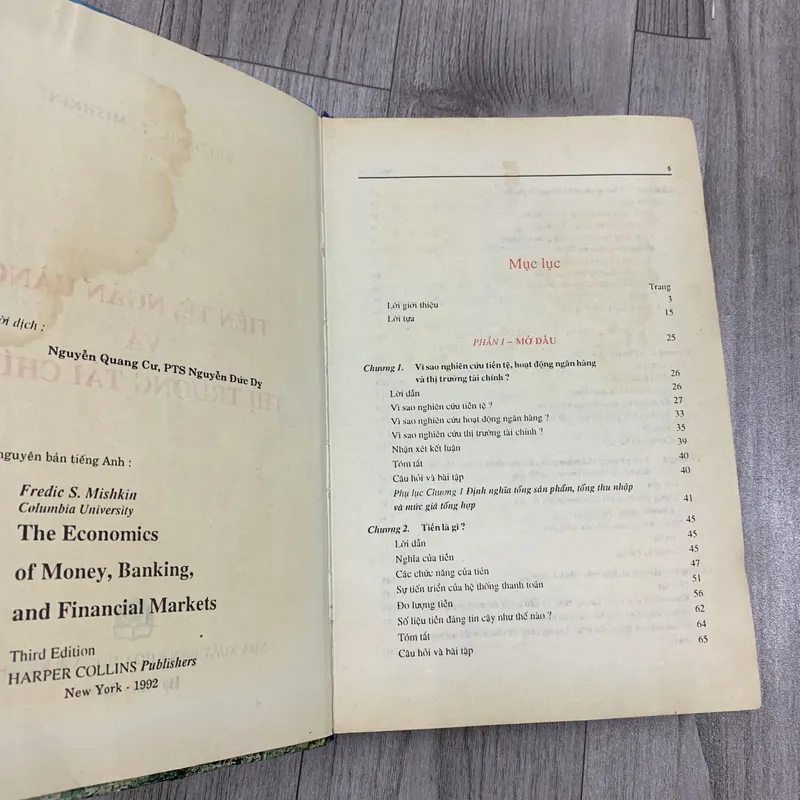 ời dịch :
Nguyễn Quang Cư, PTS Nguyễn Đức Dỵ
nguyên bản tiếng Anh :
Fredic S. Mishkin
Columbia University
The Economics
of Money, Banking,
and Financial Markets
Third Edition
HARPER COLLINS Publishers
New York - 1992
5
Mục lục
Trang
Lời giới thiệu 3
Lời tựa 15
PHẦN I – MỞ ĐẦU 25
Chương 1. Vì sao nghiên cứu tiền tệ, hoạt động ngân hàng
và thị trường tài chính ? 26
Lời dẫn 26
Vì sao nghiên cứu tiền tệ ? 27
Vì sao nghiên cứu hoạt động ngân hàng ? 33
Vì sao nghiên cứu thị trường tài chính ? 35
Nhận xét kết luận 39
Tóm tắt 40
Câu hỏi và bài tập 40
Phụ lục Chương 1 Định nghĩa tổng sản phẩm, tổng thu nhập
và mức giá tổng hợp 41
Chương 2. Tiền là gì ? 45
Lời dẫn 45
Nghĩa của tiền 45
Các chức năng của tiền 47
Sự tiến triển của hệ thống thanh toán 51
Đo lượng tiền 56
Số liệu tiền đáng tin cậy như thế nào ? 62
Tóm tắt 64
Câu hỏi và bài tập 65